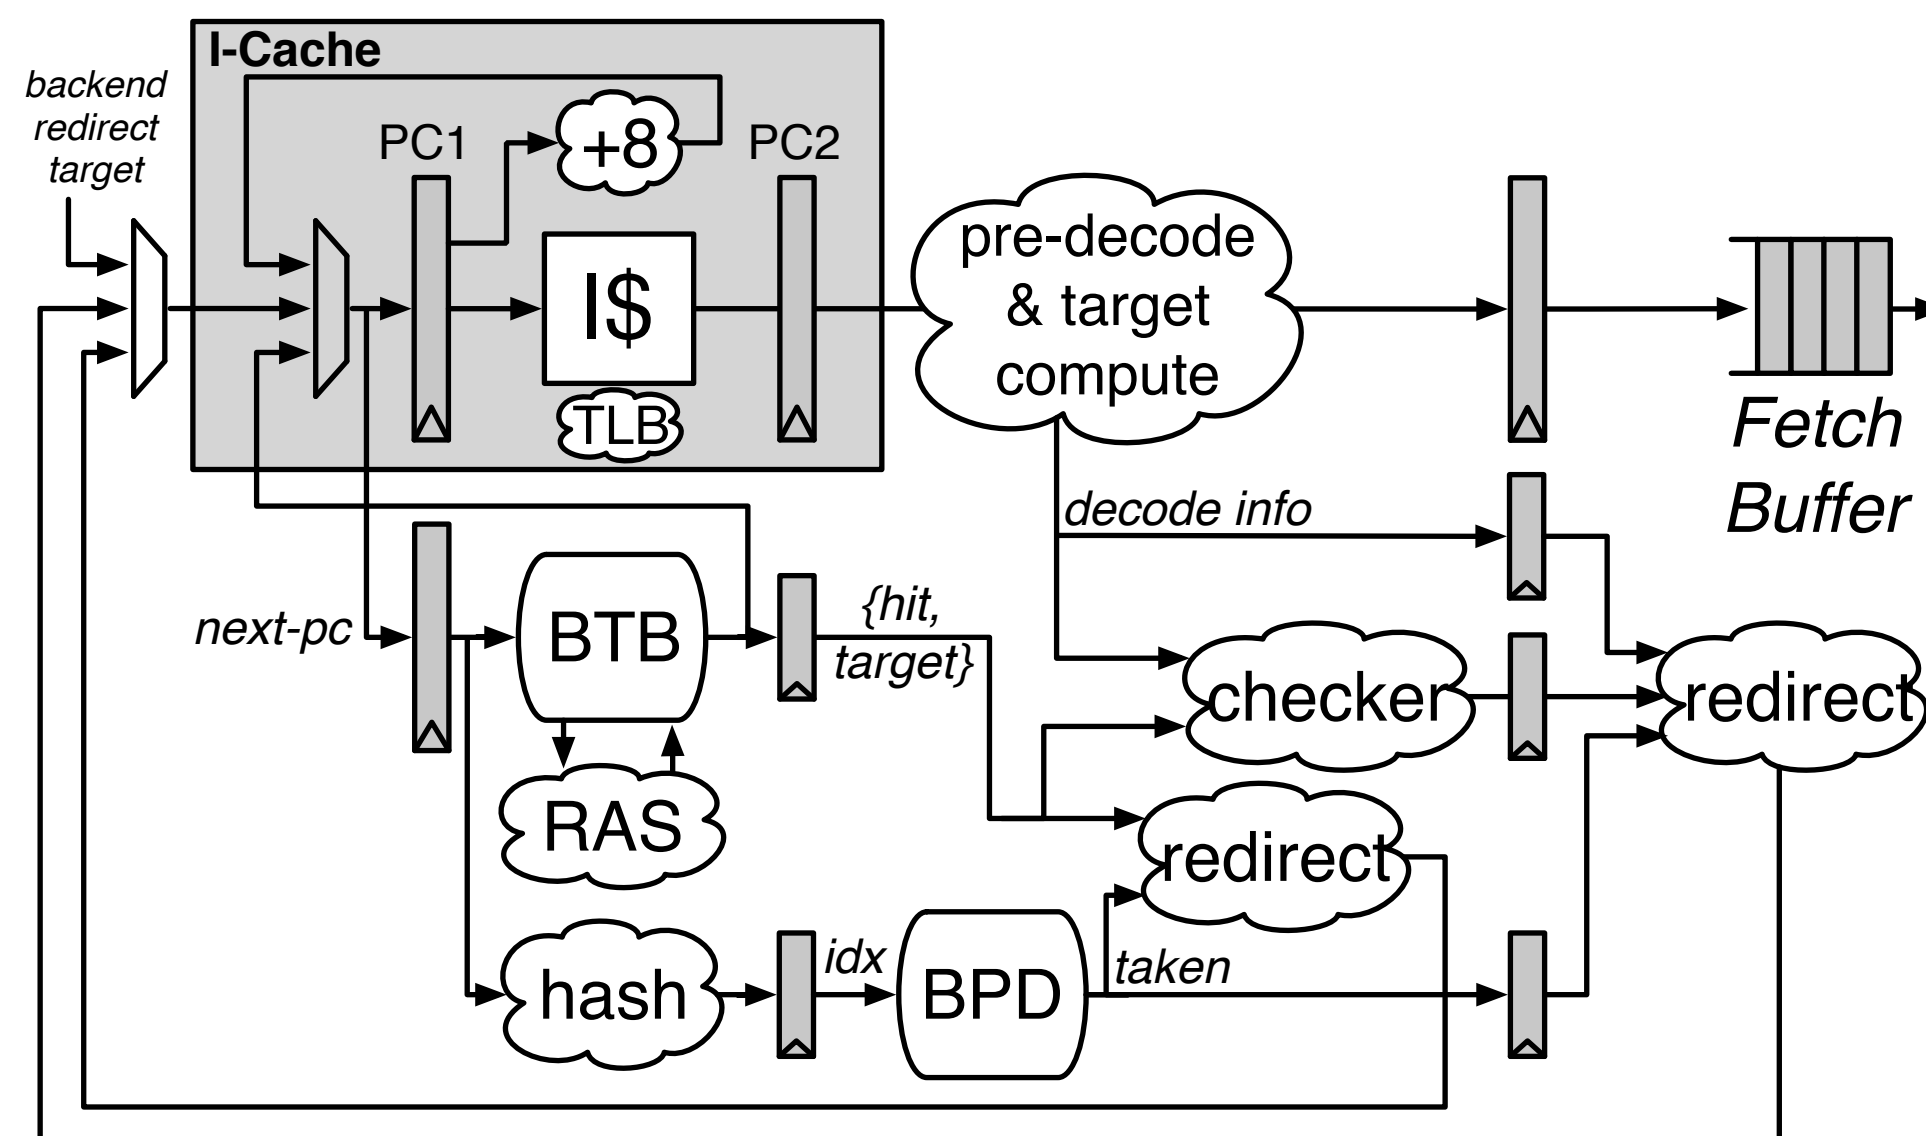 I-Cache
backend
redirect
target
PC1
+8
PC2
I$
TLB
pre-decode
& target
compute
Fetch
Buffer
decode info
next-pc
BTB
{hit,
target}
checker
redirect
RAS
redirect
hash
idx
BPD
taken